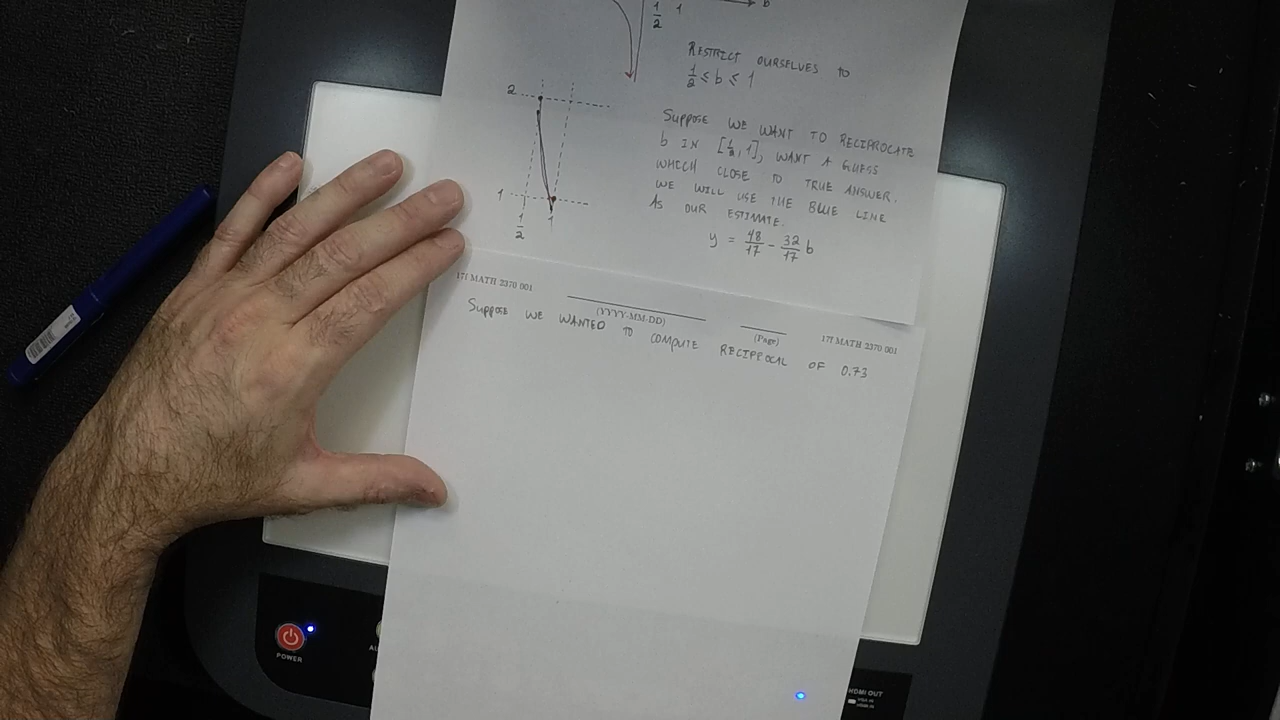 b
1/2 1
RESTRICT OURSELVES TO
1/2 ≤ b ≤ 1
2
1
1/2 1
SUPPOSE WE WANT TO RECIPROCATE
b IN [1/2, 1], WANT A GUESS
WHICH CLOSE TO TRUE ANSWER.
WE WILL USE THE BLUE LINE
AS OUR ESTIMATE.
y = 48/17 - 32/17 b
17f MATH 2370 001
(YYYY-MM-DD)
(Page)
17f MATH 2370 001
SUPPOSE WE WANTED TO COMPUTE RECIPROCAL OF 0.73
POWER
HDMI OUT